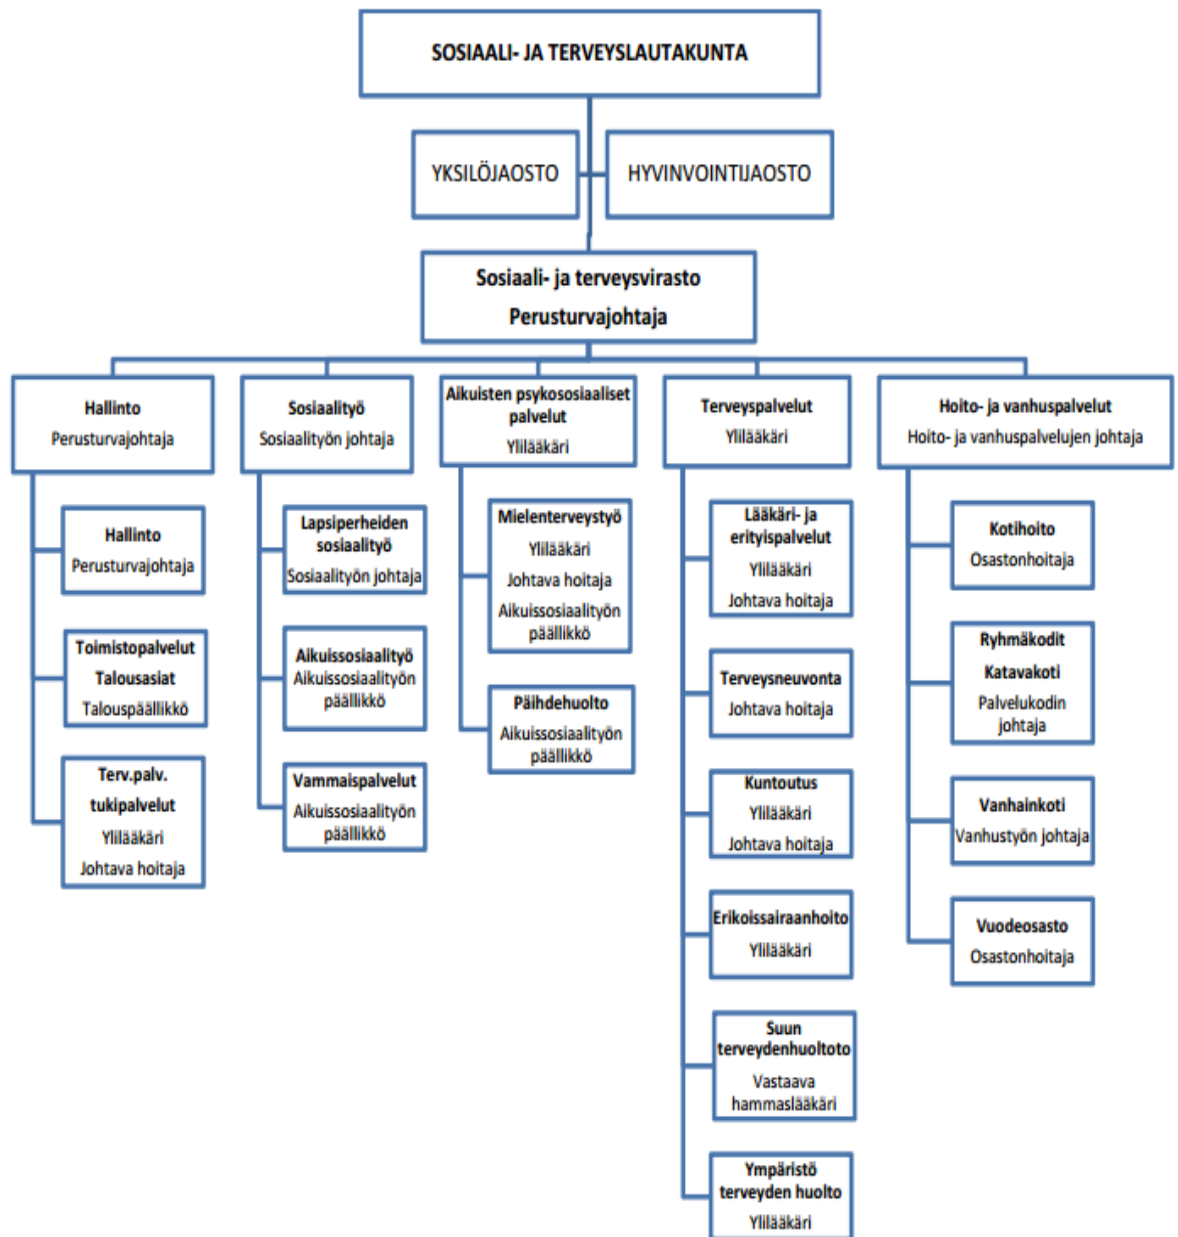 SOSIAALI- JA TERVEYSLAUTAKUNTA
YKSILÖJAOSTO
HYVINVOINTIJAOSTO
Sosiaali- ja terveysvirasto
Perusturvajohtaja
Hallinto
Perusturvajohtaja
Hallinto
Perusturvajohtaja
Toimistopalvelut
Talousasiat
Talouspäällikkö
Terv.palv.
tukipalvelut
Ylilääkäri
Johtava hoitaja
Sosiaalityö
Sosiaalityön johtaja
Lapsiperheiden
sosiaalityö
Sosiaalityön johtaja
Aikuissosiaalityö
Aikuissosiaalityön
päällikkö
Vammaispalvelut
Aikuissosiaalityön
päällikkö
Aikuisten psykososiaaliset
palvelut
Ylilääkäri
Mielenterveystyö
Ylilääkäri
Johtava hoitaja
Aikuissosiaalityön
päällikkö
Päihdehuolto
Aikuissosiaalityön
päällikkö
Terveyspalvelut
Ylilääkäri
Lääkäri- ja
erityispalvelut
Ylilääkäri
Johtava hoitaja
Terveysneuvonta
Johtava hoitaja
Kuntoutus
Ylilääkäri
Johtava hoitaja
Erikoissairaanhoito
Ylilääkäri
Suun
terveydenhuoltoto
Vastaava
hammaslääkäri
Ympäristö
terveyden huolto
Ylilääkäri
Hoito- ja vanhuspalvelut
Hoito- ja vanhuspalvelujen johtaja
Kotihoito
Osastonhoitaja
Ryhmäkodit
Katavakoti
Palvelukodin
johtaja
Vanhainkoti
Vanhustyön johtaja
Vuodeosasto
Osastonhoitaja